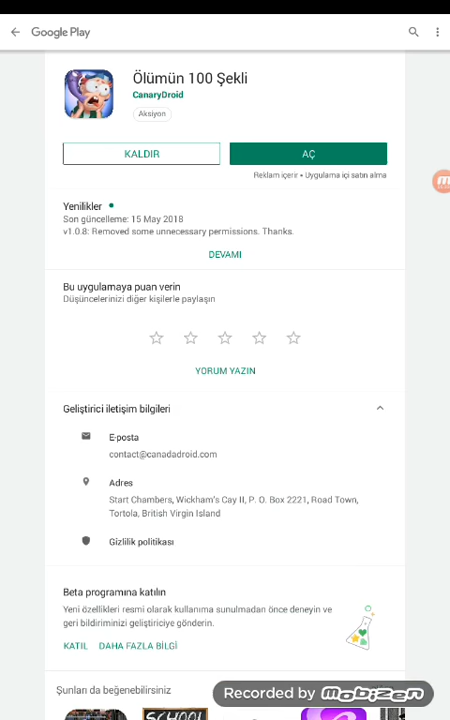 Google Play
Ölümün 100 Şekli
CanaryDroid
Aksiyon
KALDIR
AÇ
Reklam içerir • Uygulama içi satın alma
Yenilikler
Son güncelleme: 15 May 2018
v1.0.8: Removed some unnecessary permissions. Thanks.
DEVAMI
Bu uygulamaya puan verin
Düşüncelerinizi diğer kişilerle paylaşın
YORUM YAZIN
Geliştirici iletişim bilgileri
E-posta
contact@canadadroid.com
Adres
Start Chambers, Wickham's Cay II, P. O. Box 2221, Road Town,
Tortola, British Virgin Island
Gizlilik politikası
Beta programına katılın
Yeni özellikleri resmi olarak kullanıma sunulmadan önce deneyin ve
geri bildiriminizi geliştiriciye gönderin.
KATIL
DAHA FAZLA BİLGİ
Şunları da beğenebilirsiniz
Recorded by Mobizen
SCHOOL